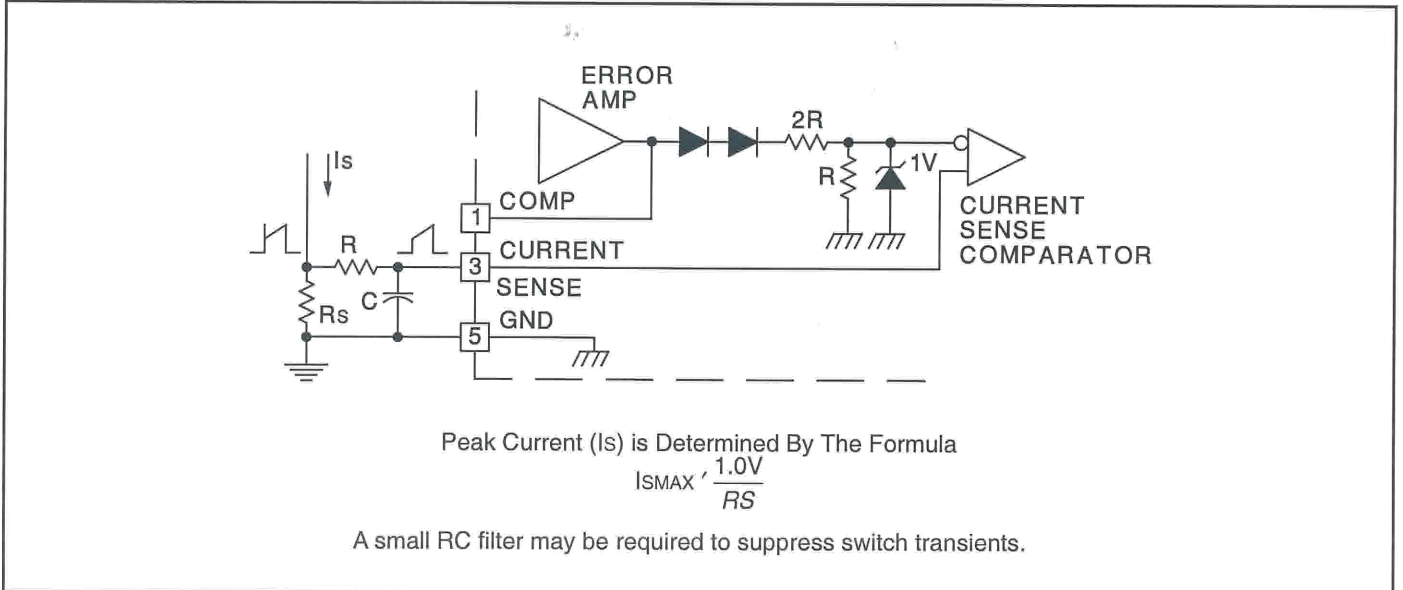 ERROR
AMP
2R
R
1V
Is
1
COMP
R
3
CURRENT
SENSE
C
Rs
5
GND
CURRENT
SENSE
COMPARATOR
Peak Current (Is) is Determined By The Formula
ISMAX ′ 1.0V
RS
A small RC filter may be required to suppress switch transients.